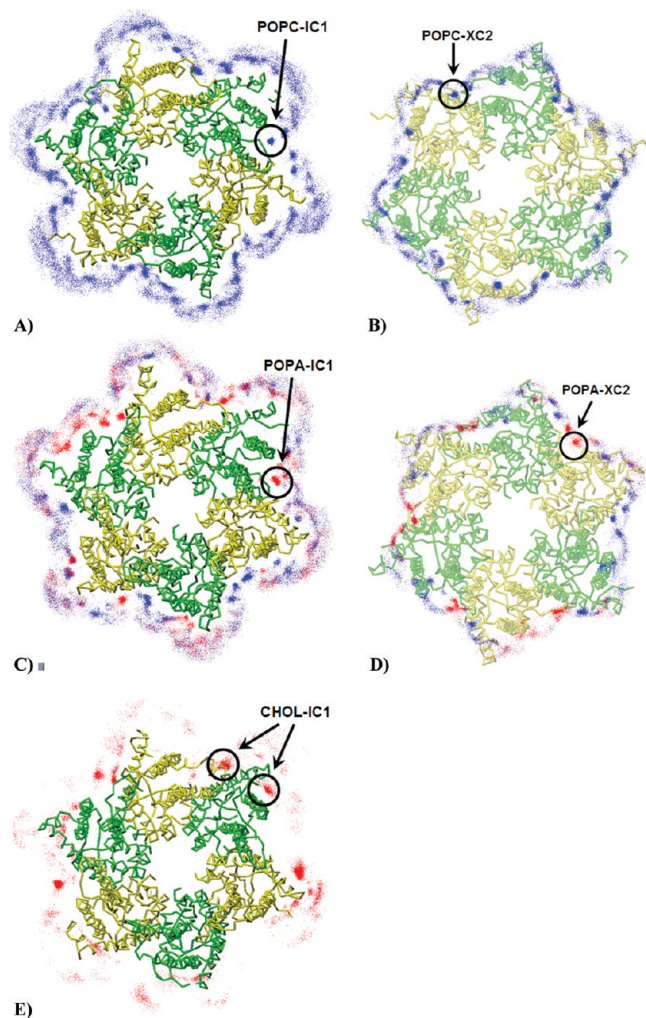 POPC-IC1
POPC-XC2
A)
B)
POPA-IC1
POPA-XC2
C)
D)
CHOL-IC1
E)